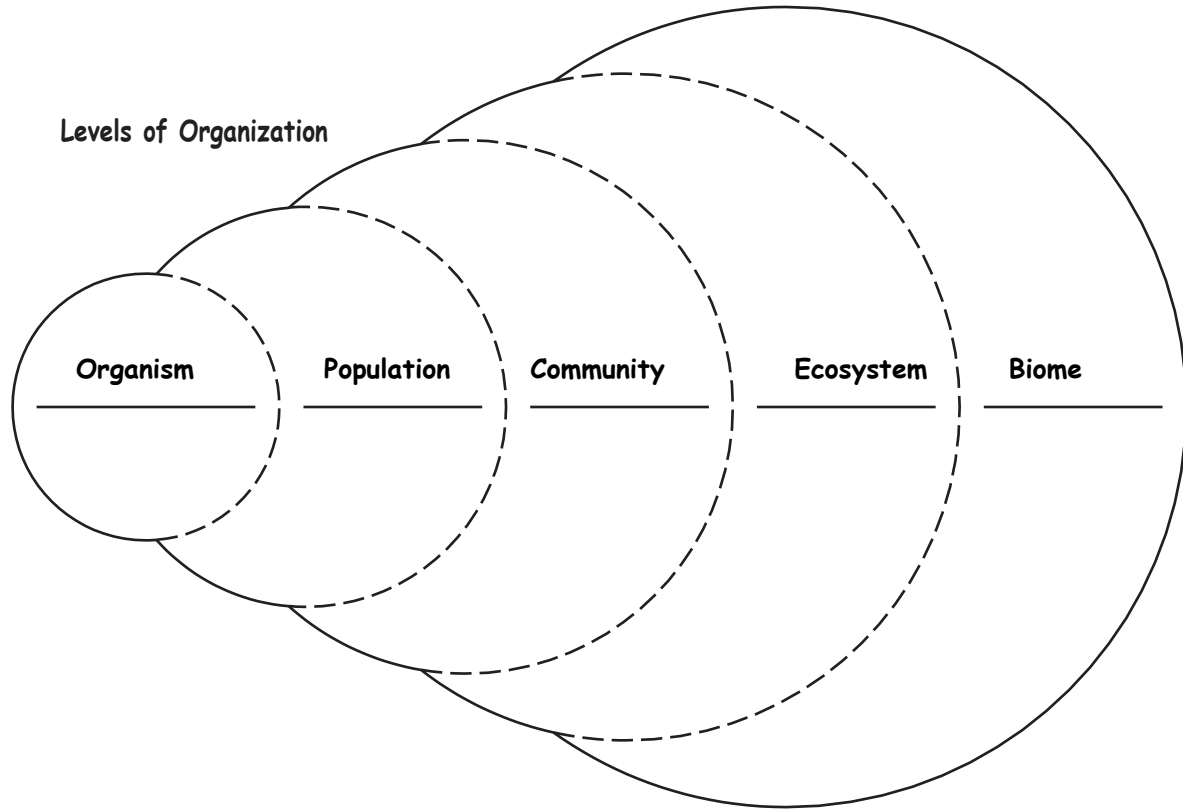 Levels of Organization
Organism Population Community Ecosystem Biome